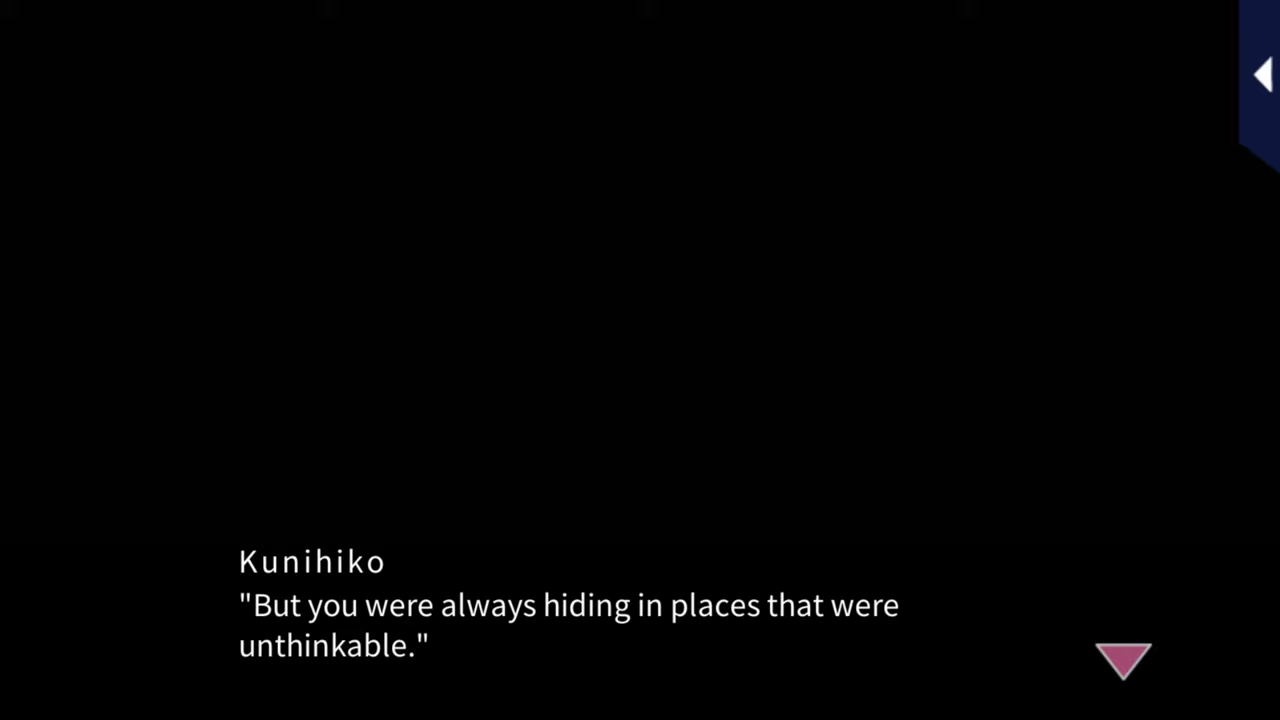 Kunihiko
"But you were always hiding in places that were
unthinkable."